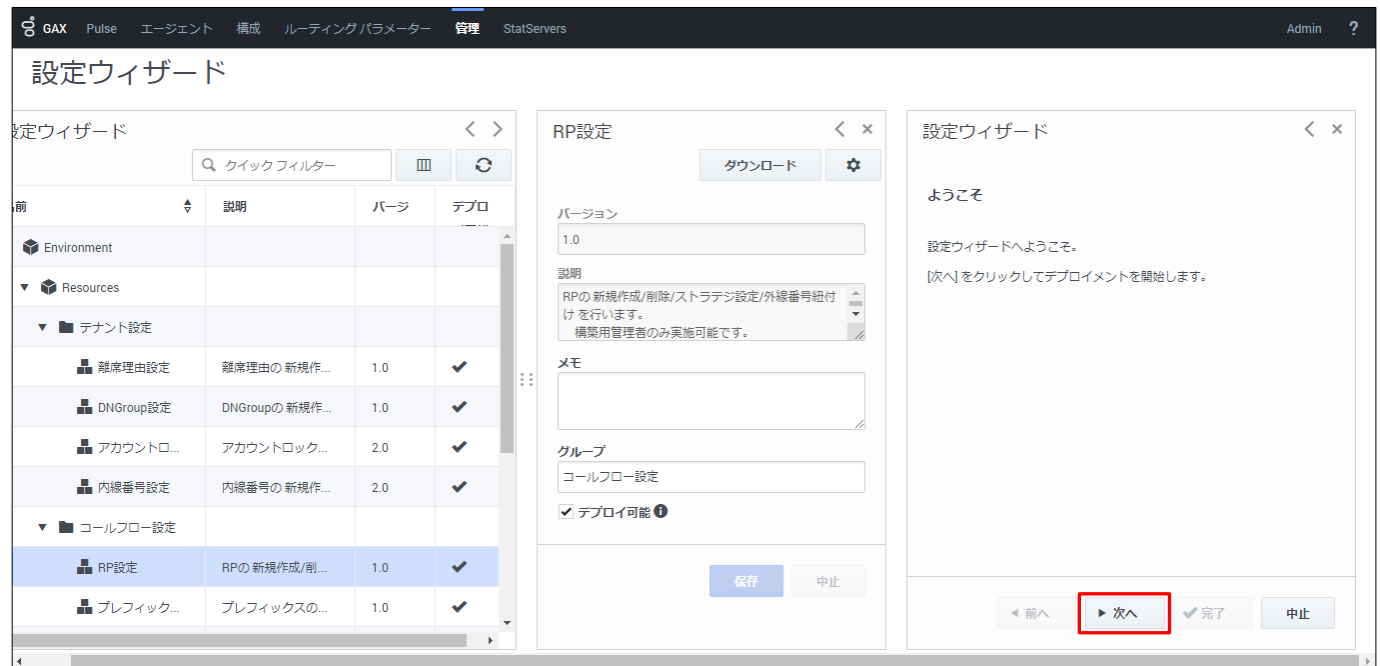 GAX Pulse エージェント 構成 ルーティング パラメーター 管理 StatServers Admin ?
設定ウィザード
定ウィザード
クイック フィルター
前 説明 バージ デプロ
Environment
Resources
テナント設定
離席理由設定 離席理由の 新規作... 1.0
DNGroup設定 DNGroupの 新規作... 1.0
アカウントロ... アカウントロック... 2.0
内線番号設定 内線番号の 新規作... 2.0
コールフロー設定
RP設定 RPの 新規作成/削... 1.0
プレフィック... プレフィックスの... 1.0
RP設定
ダウンロード
バージョン
1.0
説明
RPの 新規作成/削除/ストラテジ設定/外線番号紐付
け を行います。
構築用管理者のみ実施可能です。
メモ
グループ
コールフロー設定
デプロイ可能
保存 中止
設定ウィザード
ようこそ
設定ウィザードへようこそ。
[次へ] をクリックしてデプロイメントを開始します。
前へ 次へ 完了 中止